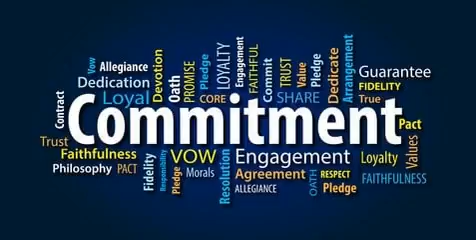 Vow
Allegiance
Devotion
Oath
PROMISE
Pledge
LOYALTY
Engagement
FAITHFUL
Commit
TRUST
Value
Pledge
Dedicate
Arrangement
Guarantee
Dedication
FIDELITY
Contract
Loyal
CORE
SHARE
True
Commitment
Pact
Trust
Faithfulness
VOW
Engagement
Loyalty
Values
Philosophy
PACT
Fidelity
Responsibility
Pledge
Morals
Resolution
Agreement
OATH
RESPECT
FAITHFULNESS
ALLEGIANCE
Pledge